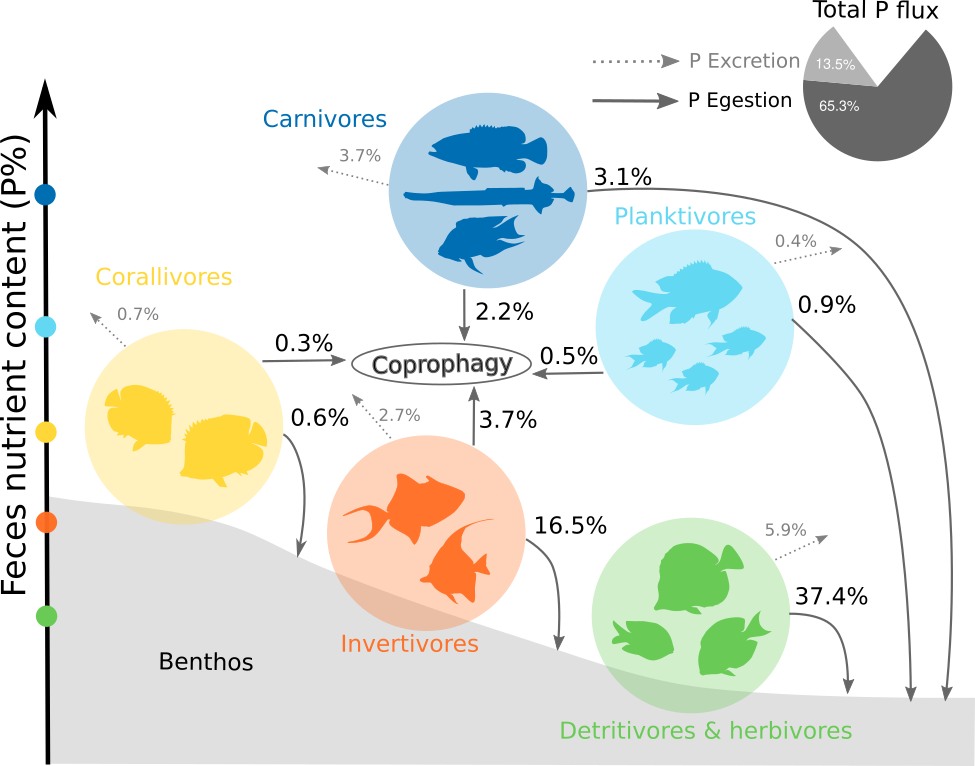 Total P flux
P Excretion
13.5%
P Egestion
65.3%
Carnivores
3.7%
3.1%
Planktivores
0.4%
Corallivores
0.7%
0.9%
2.2%
0.3%
Coprophagy
0.5%
0.6%
2.7%
3.7%
16.5%
5.9%
37.4%
Invertivores
Benthos
Detritivores & herbivores
Feces nutrient content (P%)